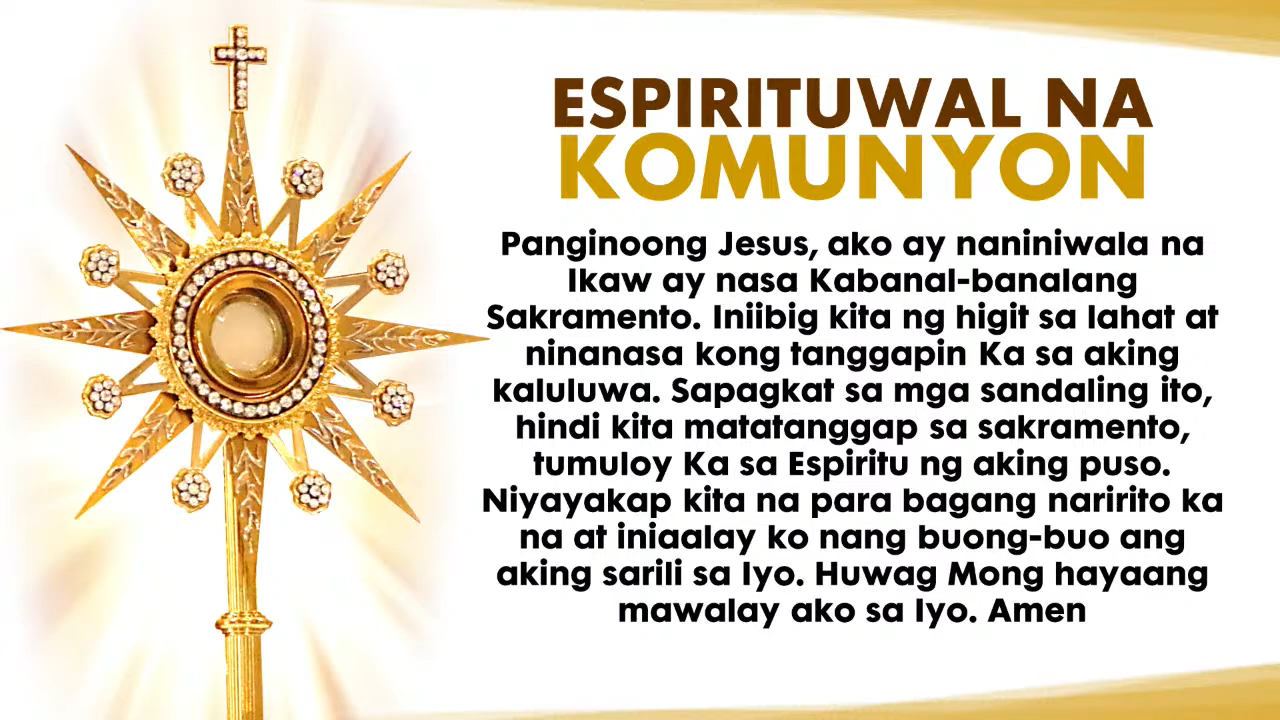 ESPIRITUWAL NA
KOMUNYON
Panginoong Jesus, ako ay naniniwala na
Ikaw ay nasa Kabanal-banalang
Sakramento. Iniibig kita ng higit sa lahat at
ninanasa kong tanggapin Ka sa aking
kaluluwa. Sapagkat sa mga sandaling ito,
hindi kita matatanggap sa sakramento,
tumuloy Ka sa Espiritu ng aking puso.
Niyayakap kita na para bagang naririto ka
na at iniaalay ko nang buong-buo ang
aking sarili sa Iyo. Huwag Mong hayaang
mawalay ako sa Iyo. Amen